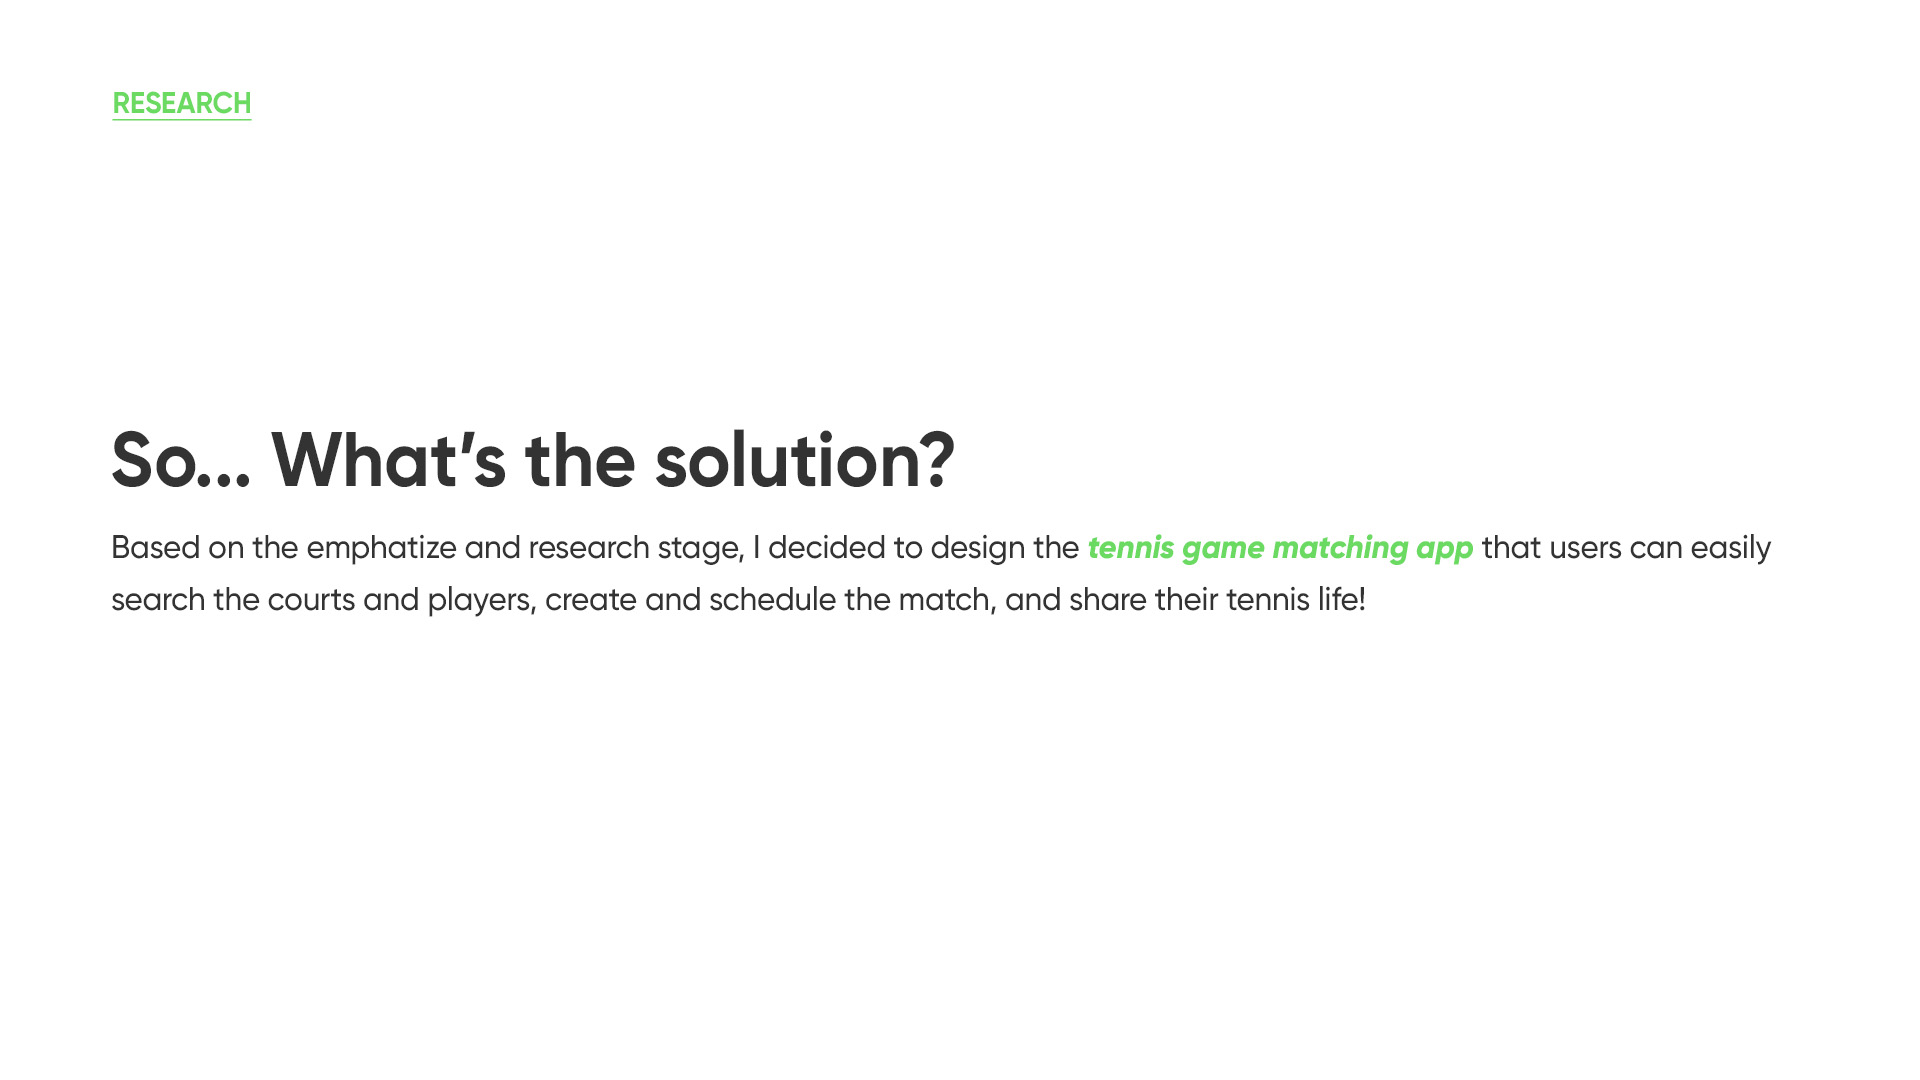 RESEARCH
So... What’s the solution?
Based on the emphatize and research stage, I decided to design the tennis game matching app that users can easily
search the courts and players, create and schedule the match, and share their tennis life!